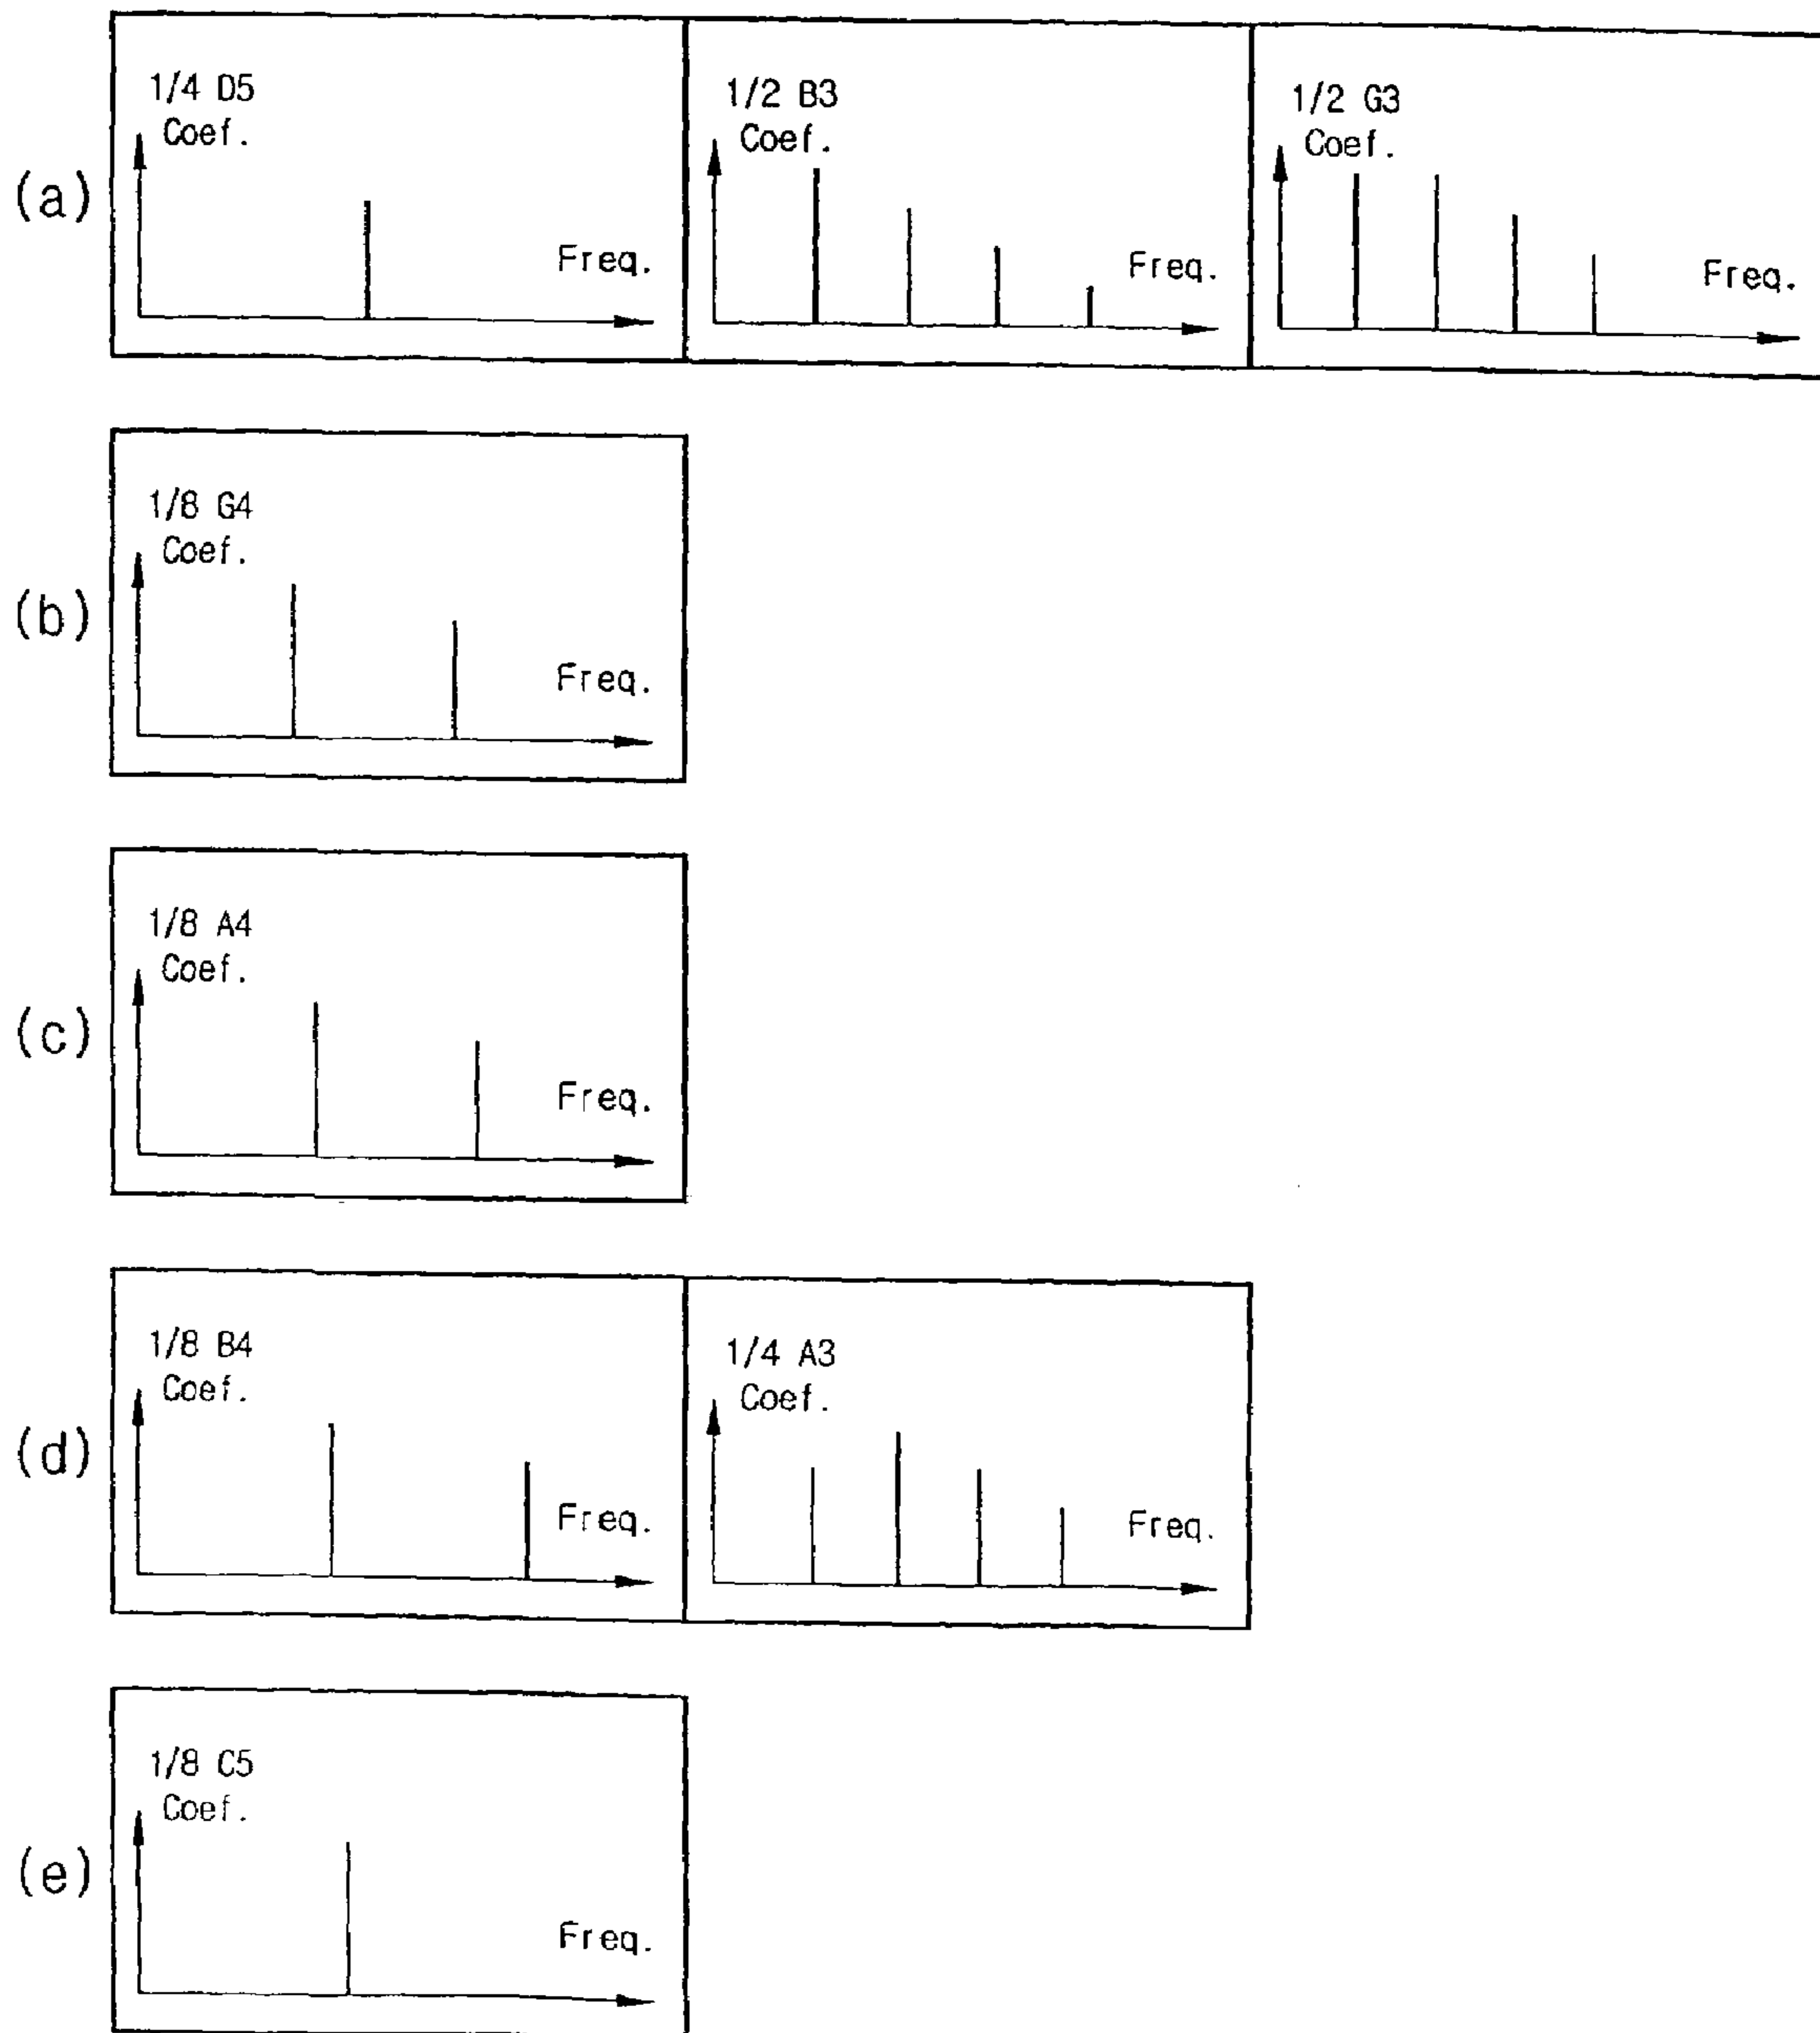 (a)
1/4 D5
Coef.
Freq.
1/2 B3
Coef.
Freq.
1/2 G3
Coef.
Freq.
(b)
1/8 G4
Coef.
Freq.
(c)
1/8 A4
Coef.
Freq.
(d)
1/8 B4
Coef.
Freq.
1/4 A3
Coef.
Freq.
(e)
1/8 C5
Coef.
Freq.